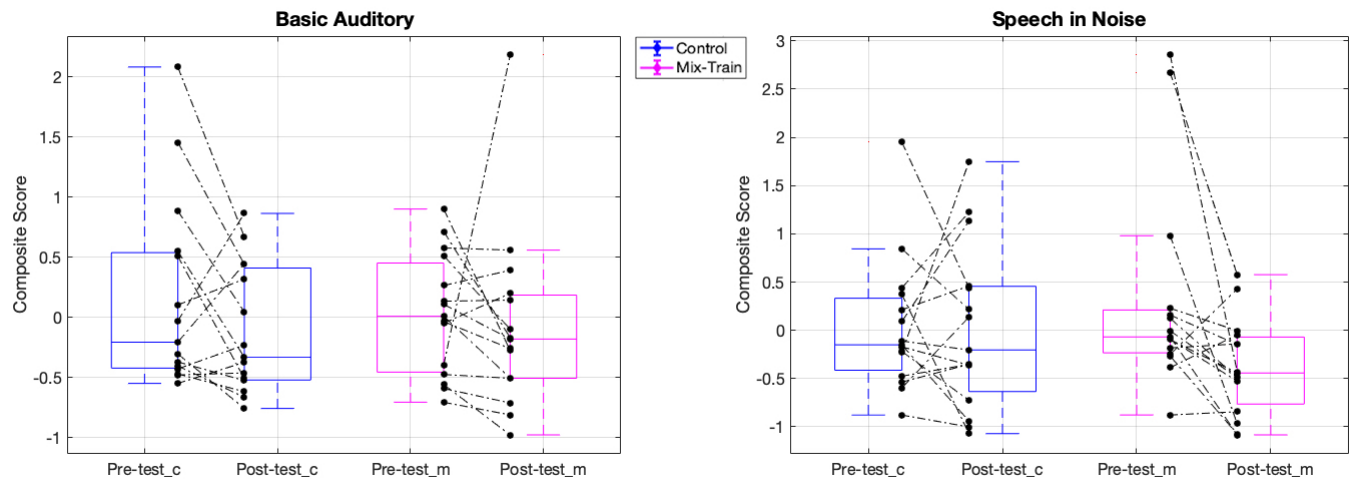 Basic Auditory
Composite Score
2
1.5
1
0.5
0
-0.5
-1
Pre-test_c Post-test_c Pre-test_m Post-test_m
Control
Mix-Train
Speech in Noise
Composite Score
3
2.5
2
1.5
1
0.5
0
-0.5
-1
Pre-test_c Post-test_c Pre-test_m Post-test_m